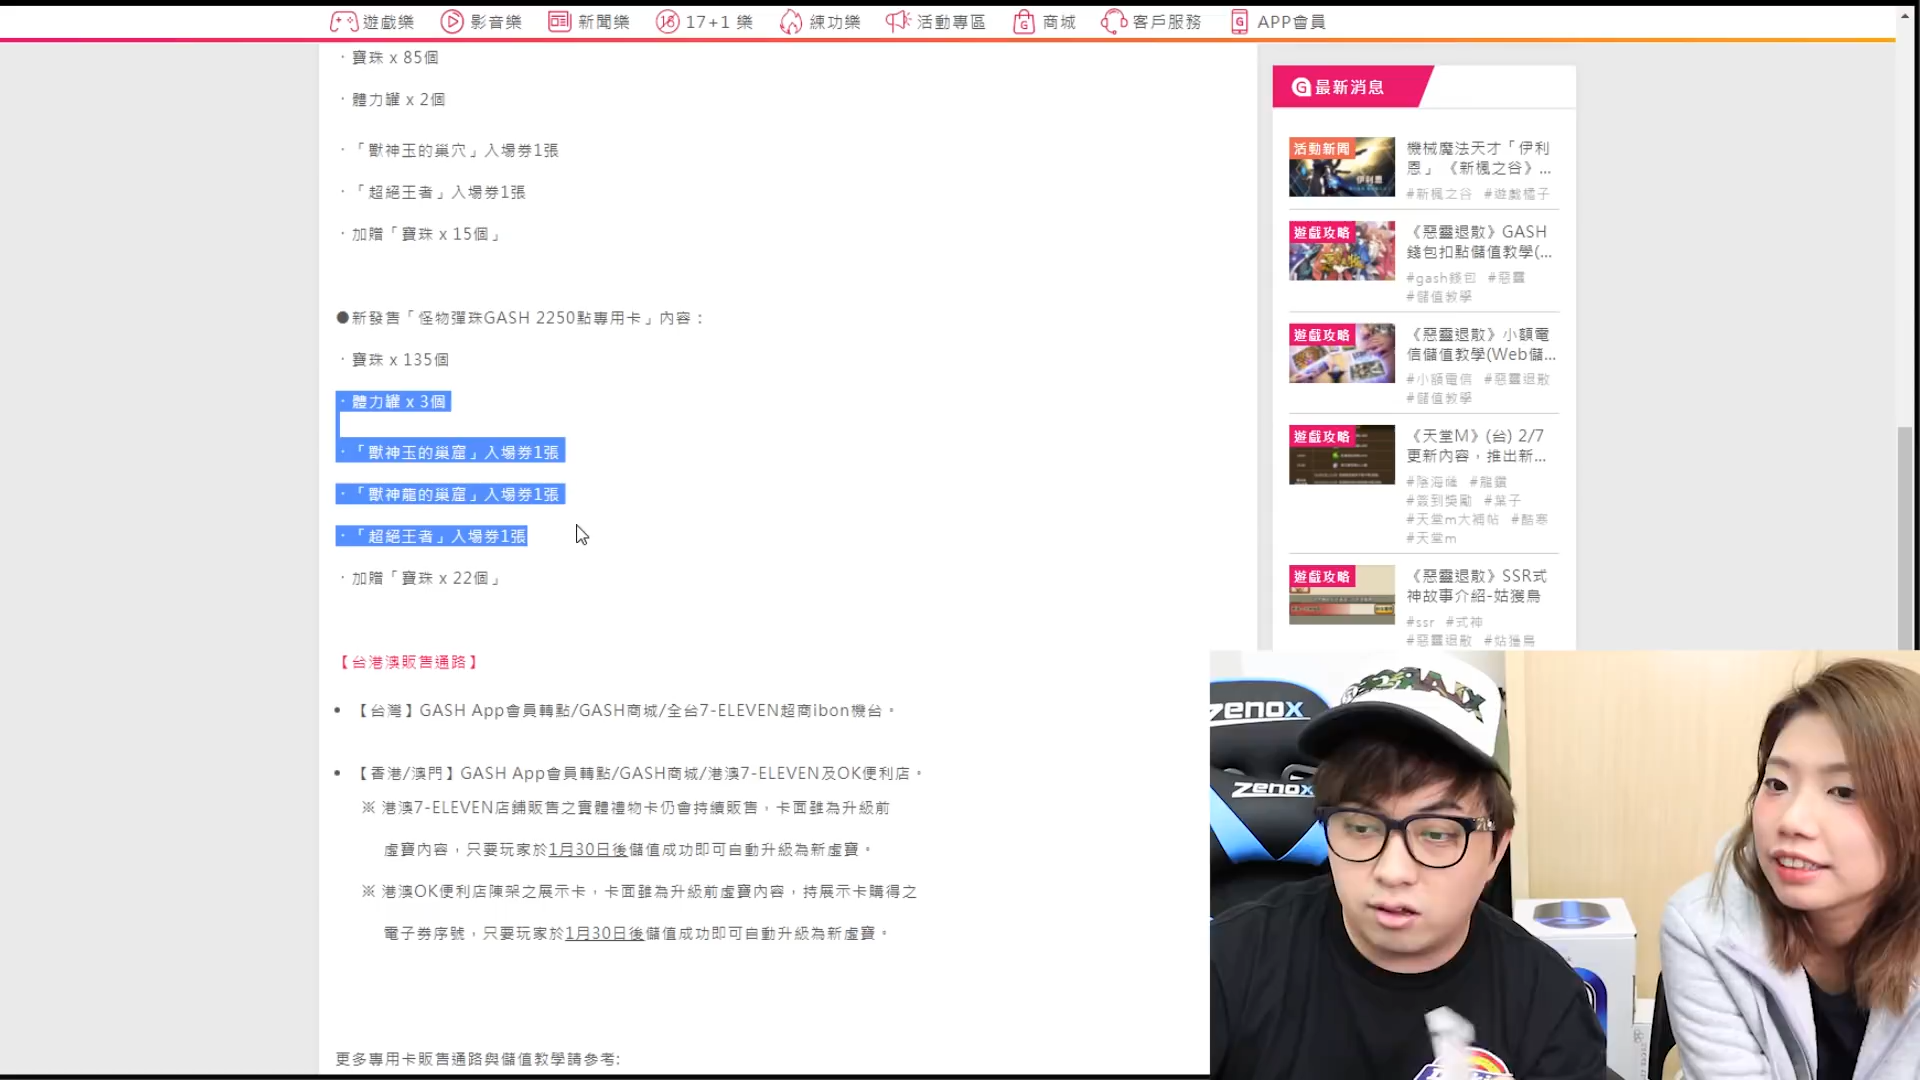 遊戲樂 影音樂 新聞樂 17+1 樂 練功樂 活動專區 商城 客戶服務 APP會員
· 寶珠 x 85個
· 體力罐 x 2個
· 「獸神玉的巢穴」入場券1張
· 「超絕王者」入場券1張
· 加贈「寶珠 x 15個」
●新發售「怪物彈珠GASH 2250點專用卡」內容：
· 寶珠 x 135個
· 體力罐 x 3個
· 「獸神玉的巢窟」入場券1張
· 「獸神龍的巢窟」入場券1張
· 「超絕王者」入場券1張
· 加贈「寶珠 x 22個」
【台港澳販售通路】
• 【台灣】GASH App會員轉點/GASH商城/全台7-ELEVEN超商ibon機台。
• 【香港/澳門】GASH App會員轉點/GASH商城/港澳7-ELEVEN及OK便利店。
※ 港澳7-ELEVEN店鋪販售之實體禮物卡仍會持續販售，卡面雖為升級前
虛寶內容，只要玩家於1月30日後儲值成功即可自動升級為新虛寶。
※ 港澳OK便利店陳架之展示卡，卡面雖為升級前虛寶內容，持展示卡購得之
電子券序號，只要玩家於1月30日後儲值成功即可自動升級為新虛寶。
更多專用卡販售通路與儲值教學請參考:
G 最新消息
活動新聞
伊利恩
機械魔法天才「伊利
恩」 《新楓之谷》...
#新楓之谷 #遊戲橘子
遊戲攻略
《惡靈退散》GASH
錢包扣點儲值教學(...
#gash錢包 #惡靈
#儲值教學
遊戲攻略
《惡靈退散》小額電
信儲值教學(Web儲...
#小額電信 #惡靈退散
#儲值教學
遊戲攻略
《天堂M》(台) 2/7
更新內容，推出新...
#陰海薩 #龍鑽
#簽到獎勵 #葉子
#天堂m大補帖 #酷寒
#天堂m
遊戲攻略
《惡靈退散》SSR式
神故事介紹-姑獲鳥
#ssr #式神
#惡靈退散 #姑獲鳥
zenox
zenox